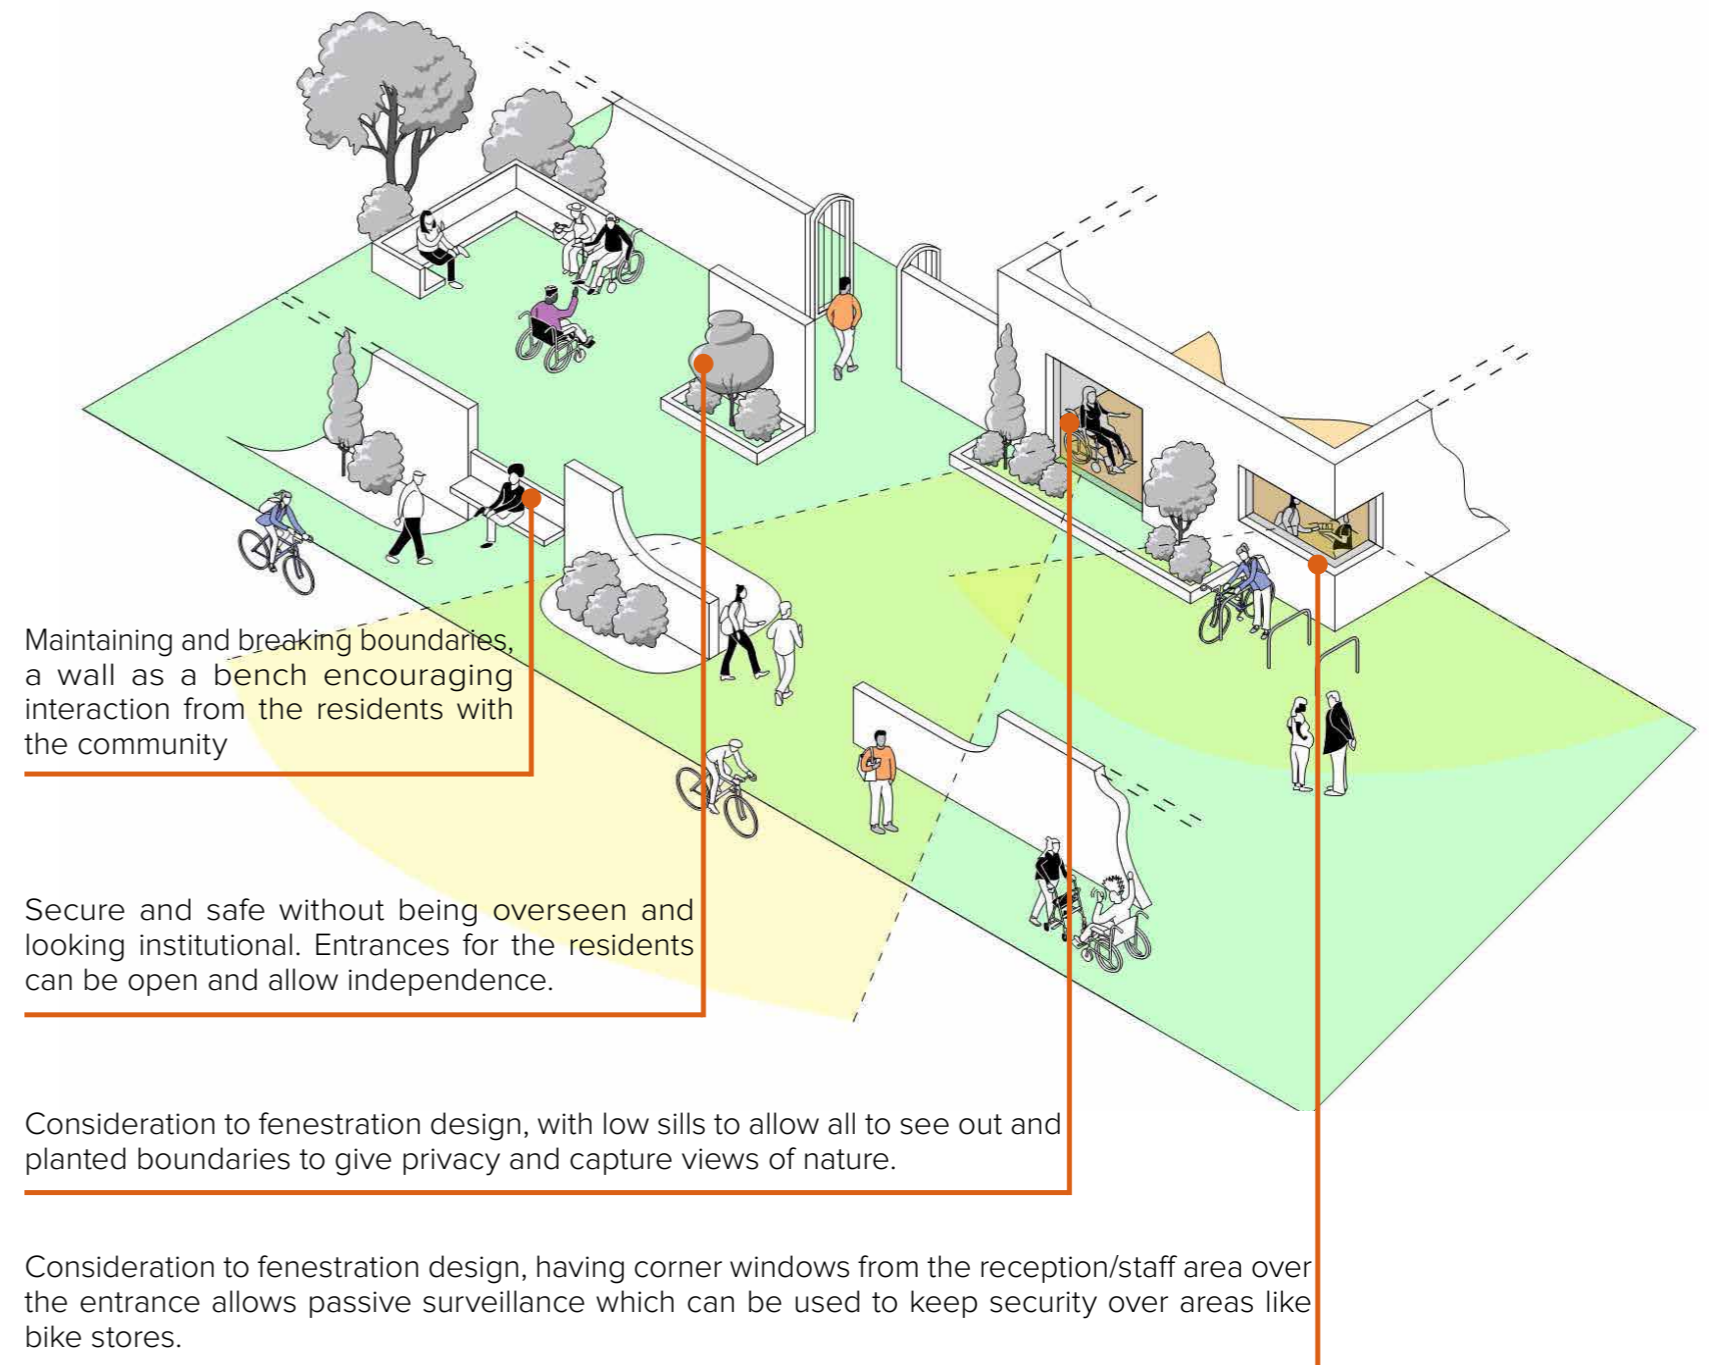 Maintaining and breaking boundaries,
a wall as a bench encouraging
interaction from the residents with
the community
Secure and safe without being overseen and
looking institutional. Entrances for the residents
can be open and allow independence.
Consideration to fenestration design, with low sills to allow all to see out and
planted boundaries to give privacy and capture views of nature.
Consideration to fenestration design, having corner windows from the reception/staff area over
the entrance allows passive surveillance which can be used to keep security over areas like
bike stores.